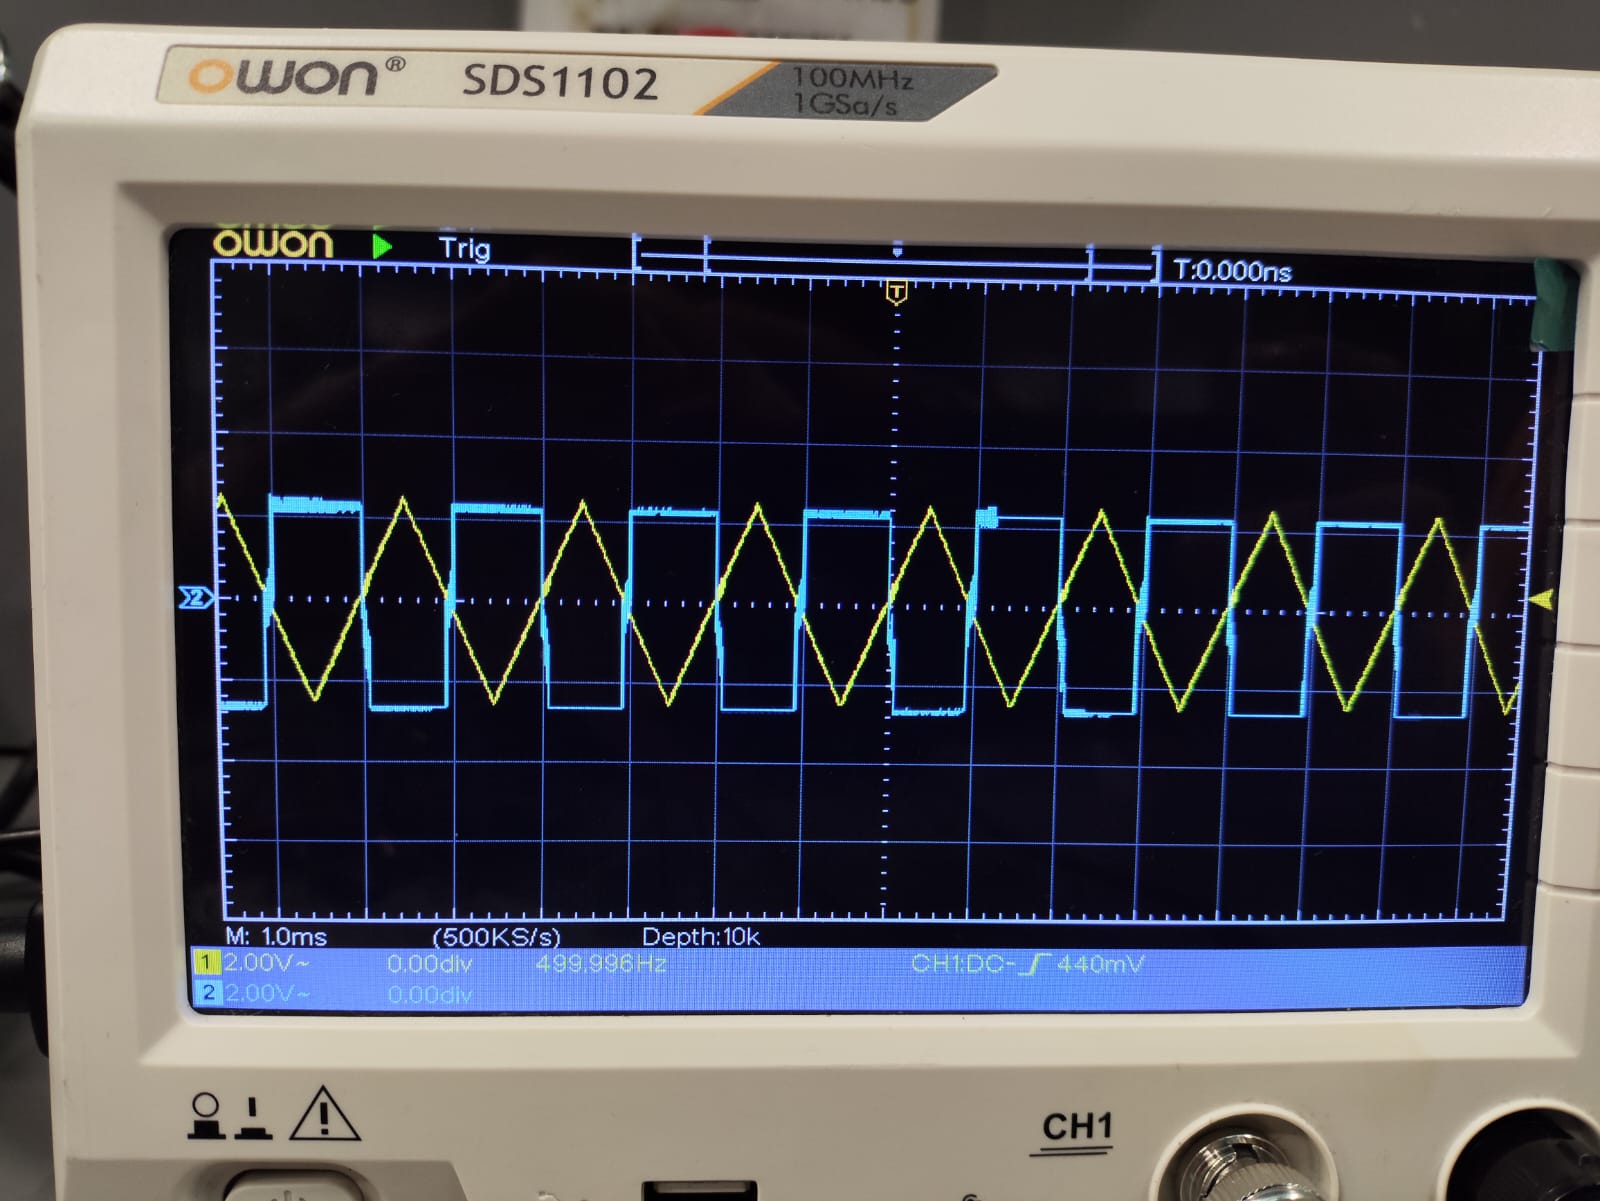 owon® SDS1102 100MHz
1GSa/s
owon Trig T:0.000ns
T
2
M: 1.0ms (500KS/s) Depth:10k
1 2.00V~ 0.00div 499.996Hz CH1:DC- 440mV
2 2.00V~ 0.00div
CH1